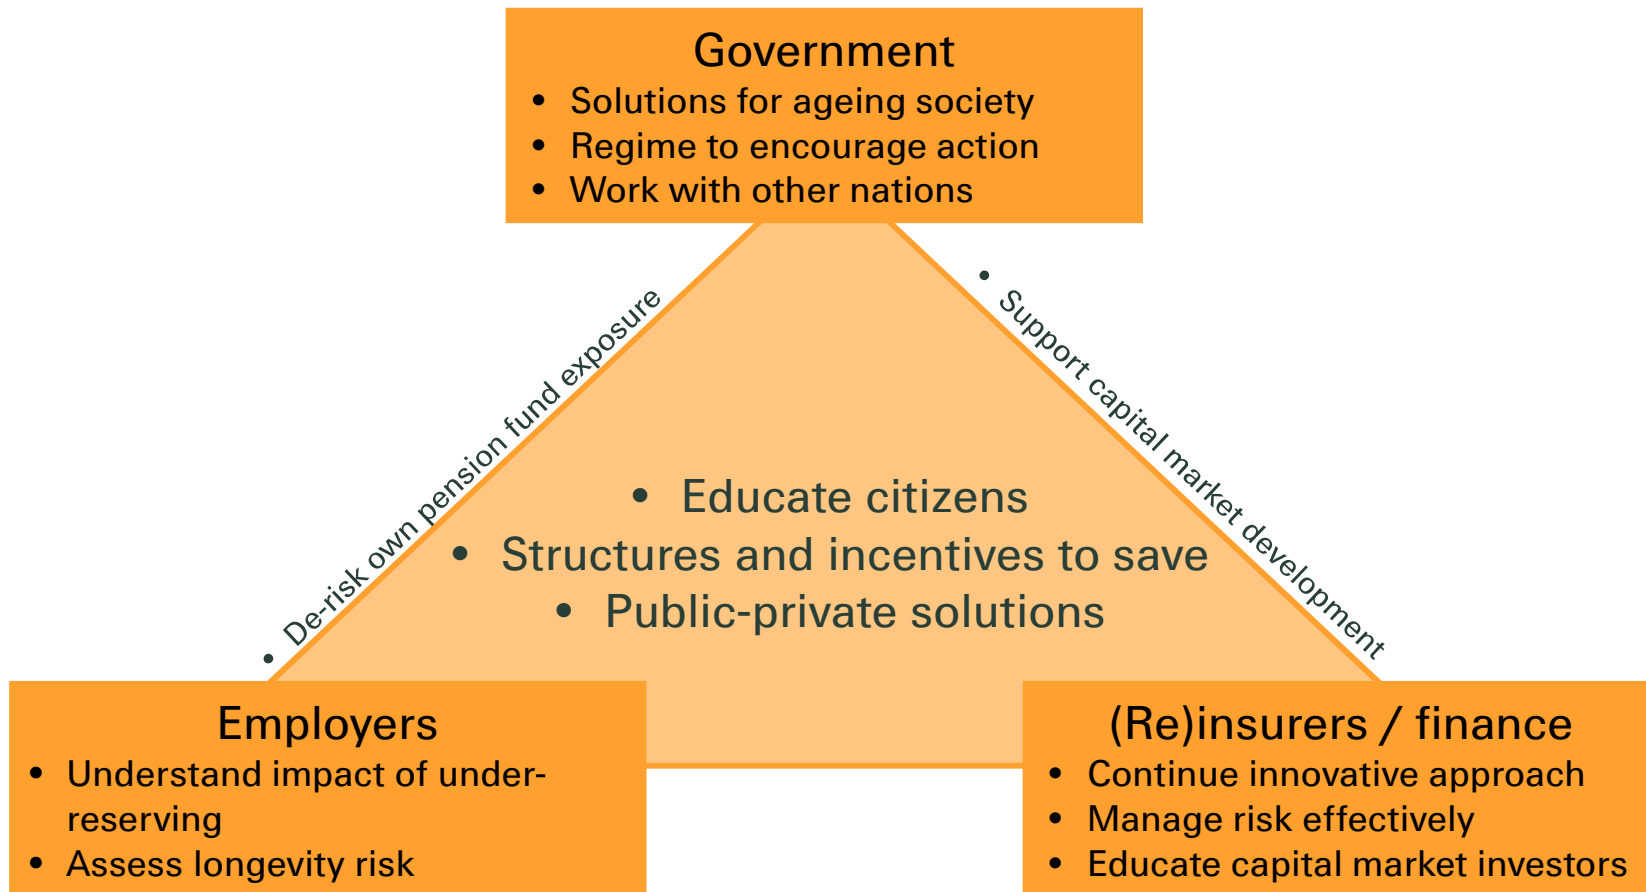 Government
• Solutions for ageing society
• Regime to encourage action
• Work with other nations
• De-risk own pension fund exposure
• Support capital market development
• Educate citizens
• Structures and incentives to save
• Public-private solutions
Employers
• Understand impact of under-
reserving
• Assess longevity risk
(Re)insurers / finance
• Continue innovative approach
• Manage risk effectively
• Educate capital market investors